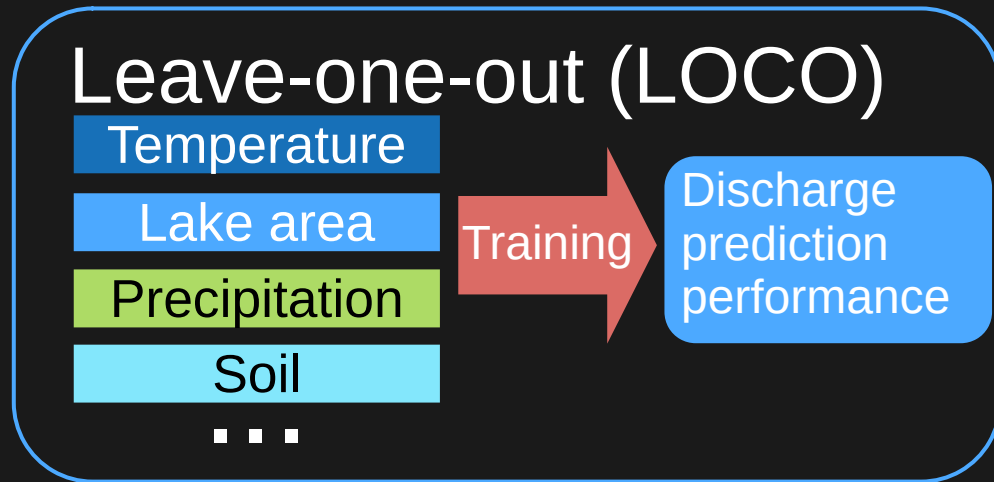 Leave-one-out (LOCO)
Temperature
Lake area
Precipitation
Soil
...
Training
Discharge
prediction
performance